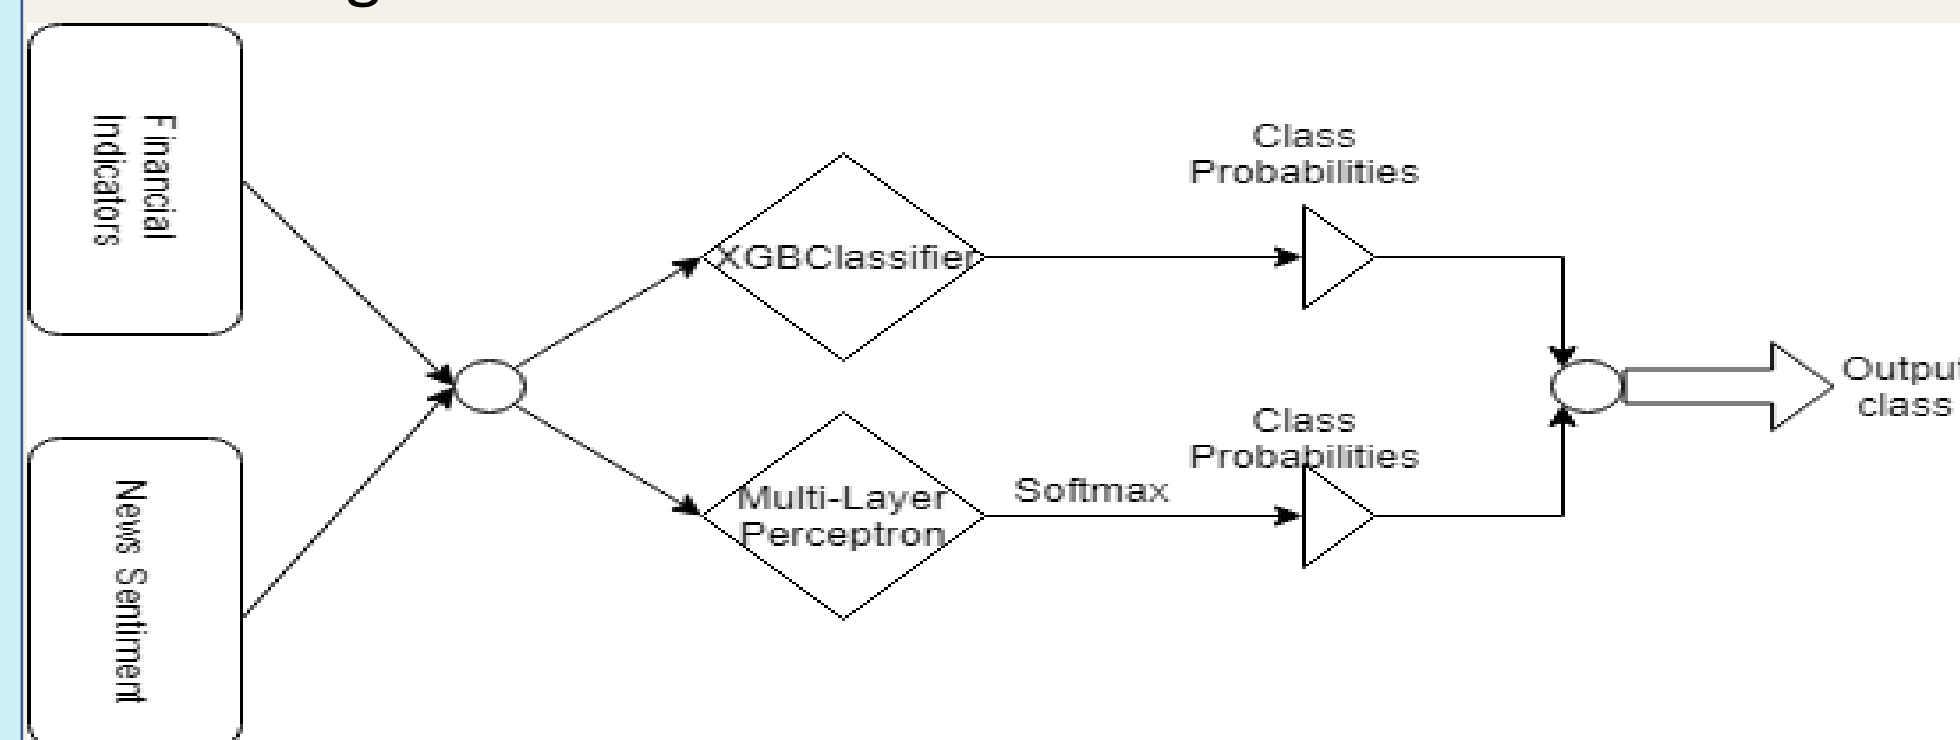 Financial
Indicators
News Sentiment
XGBClassifier
Multi-Layer
Perceptron
Softmax
Class
Probabilities
Class
Probabilities
Output
class